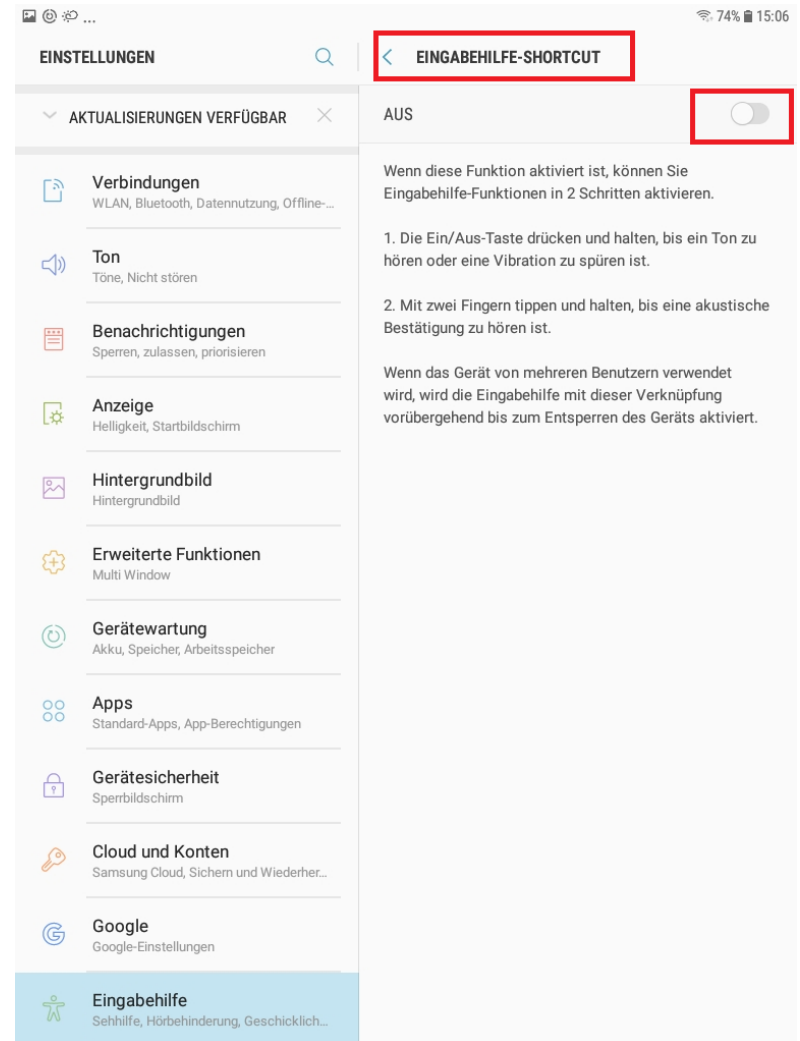 ... 74% 15:06
EINSTELLUNGEN
AKTUALISIERUNGEN VERFÜGBAR
Verbindungen
WLAN, Bluetooth, Datennutzung, Offline-...
Ton
Töne, Nicht stören
Benachrichtigungen
Sperren, zulassen, priorisieren
Anzeige
Helligkeit, Startbildschirm
Hintergrundbild
Hintergrundbild
Erweiterte Funktionen
Multi Window
Gerätewartung
Akku, Speicher, Arbeitsspeicher
Apps
Standard-Apps, App-Berechtigungen
Gerätesicherheit
Sperrbildschirm
Cloud und Konten
Samsung Cloud, Sichern und Wiederher...
Google
Google-Einstellungen
Eingabehilfe
Sehhilfe, Hörbehinderung, Geschicklich...
EINGABEHILFE-SHORTCUT
AUS
Wenn diese Funktion aktiviert ist, können Sie
Eingabehilfe-Funktionen in 2 Schritten aktivieren.
1. Die Ein/Aus-Taste drücken und halten, bis ein Ton zu
hören oder eine Vibration zu spüren ist.
2. Mit zwei Fingern tippen und halten, bis eine akustische
Bestätigung zu hören ist.
Wenn das Gerät von mehreren Benutzern verwendet
wird, wird die Eingabehilfe mit dieser Verknüpfung
vorübergehend bis zum Entsperren des Geräts aktiviert.